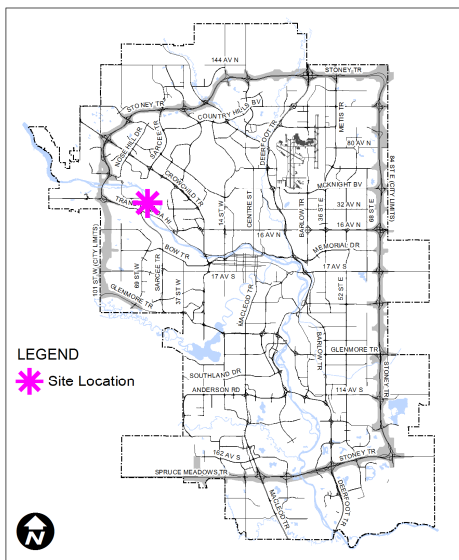 144 AV N
STONEY TR
STONEY TR
COUNTRY HILLS BV
METIS TR
SARCEE TR
NOSE HILL DR
DEERFOOT TR
80 AV N
84 ST E (CITY LIMITS)
CROWCHILD TR
MCKNIGHT BV
14 ST W
CENTRE ST
BARLOW TR
36 ST E
32 AV N
68 ST E
16 AV N
16 AV N
MEMORIAL DR
BOW TR
17 AV S
17 AV S
101 ST W (CITY LIMITS)
69 ST W
SARCEE TR
37 ST W
52 ST E
MACLEOD TR
GLENMORE TR
BARLOW TR
GLENMORE TR
LEGEND
Site Location
SOUTHLAND DR
ANDERSON RD
114 AV S
STONEY TR
162 AV S
STONEY TR
SPRUCE MEADOWS TR
MACLEOD TR
DEERFOOT TR
N